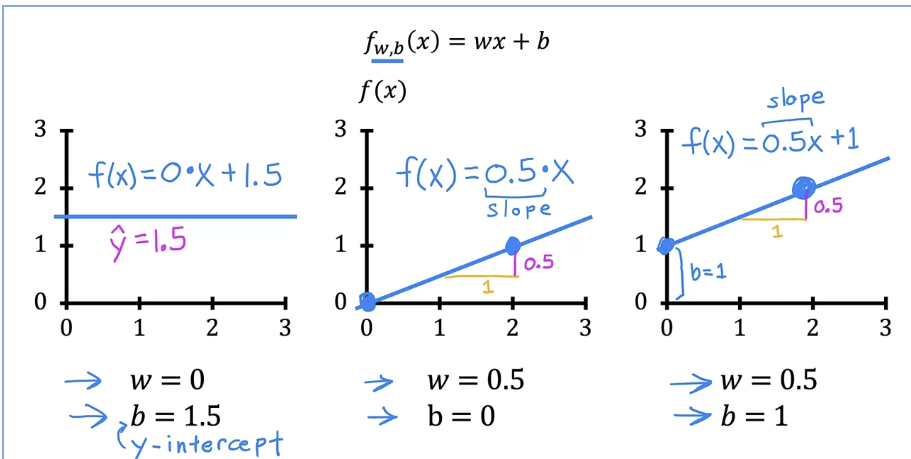 f_{w,b}(x) = wx + b
f(x)
3
2
1
0
0 1 2 3
f(x)=0•X+1.5
ŷ=1.5
→ w = 0
→ b = 1.5
y-intercept
3
2
1
0
0 1 2 3
f(x)=0.5•X
slope
0.5
1
→ w = 0.5
→ b = 0
3
2
1
0
0 1 2 3
slope
f(x)=0.5x+1
0.5
1
b=1
→ w = 0.5
→ b = 1